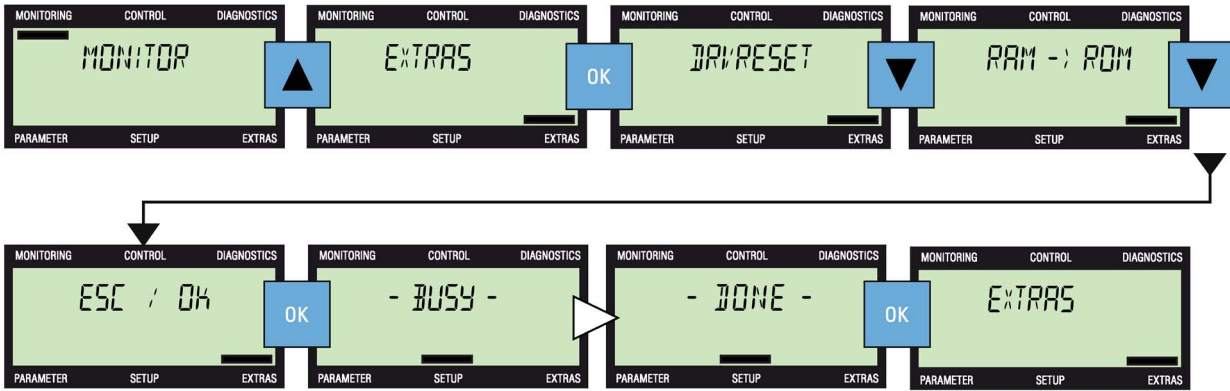 MONITORING CONTROL DIAGNOSTICS
MONITOR
PARAMETER SETUP EXTRAS
MONITORING CONTROL DIAGNOSTICS
EXTRAS
PARAMETER SETUP EXTRAS
OK
MONITORING CONTROL DIAGNOSTICS
DRVRESET
PARAMETER SETUP EXTRAS
MONITORING CONTROL DIAGNOSTICS
RAM -> ROM
PARAMETER SETUP EXTRAS
MONITORING CONTROL DIAGNOSTICS
ESC / OK
PARAMETER SETUP EXTRAS
OK
MONITORING CONTROL DIAGNOSTICS
- BUSY -
PARAMETER SETUP EXTRAS
MONITORING CONTROL DIAGNOSTICS
- DONE -
PARAMETER SETUP EXTRAS
OK
MONITORING CONTROL DIAGNOSTICS
EXTRAS
PARAMETER SETUP EXTRAS